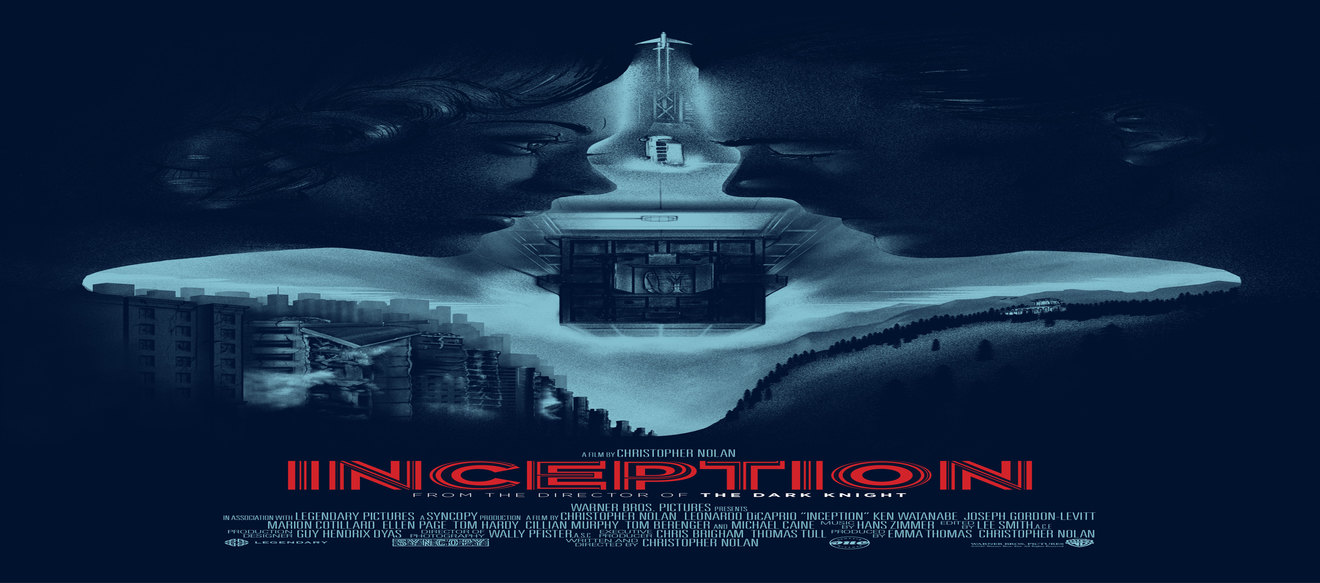 A FILM BY CHRISTOPHER NOLAN
INCEPTION
FROM THE DIRECTOR OF THE DARK KNIGHT
WARNER BROS. PICTURES PRESENTS
IN ASSOCIATION WITH LEGENDARY PICTURES A SYNCOPY PRODUCTION A FILM BY CHRISTOPHER NOLAN LEONARDO DiCAPRIO "INCEPTION" KEN WATANABE JOSEPH GORDON-LEVITT
MARION COTILLARD ELLEN PAGE TOM HARDY CILLIAN MURPHY TOM BERENGER AND MICHAEL CAINE MUSIC BY HANS ZIMMER EDITED BY LEE SMITH A.C.E.
PRODUCTION DESIGNER GUY HENDRIX DYAS DIRECTOR OF PHOTOGRAPHY WALLY PFISTER A.S.C. EXECUTIVE PRODUCER CHRIS BRIGHAM THOMAS TULL PRODUCED BY EMMA THOMAS CHRISTOPHER NOLAN
LEGENDARY SYNCOPY WRITTEN AND DIRECTED BY CHRISTOPHER NOLAN WARNER BROS. PICTURES